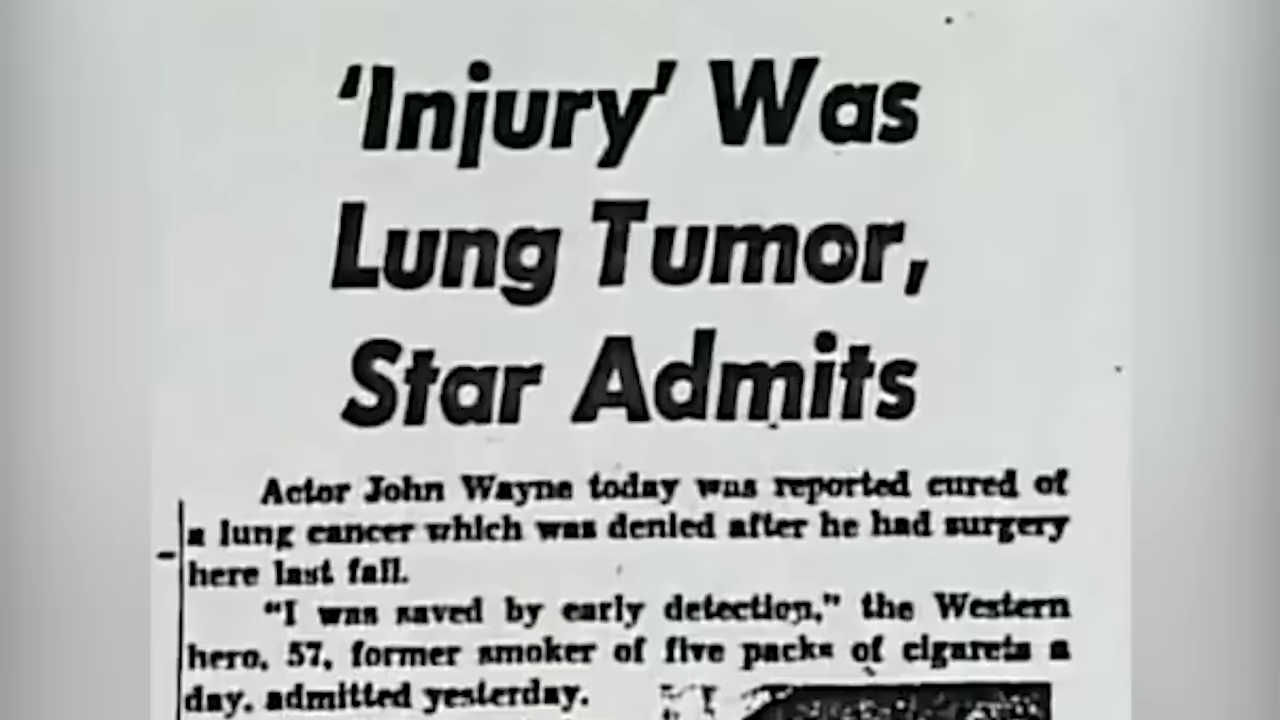 ‘Injury’ Was
Lung Tumor,
Star Admits
Actor John Wayne today was reported cured of
a lung cancer which was denied after he had surgery
here last fall.
“I was saved by early detection,” the Western
hero, 57, former smoker of five packs of cigarets a
day, admitted yesterday.